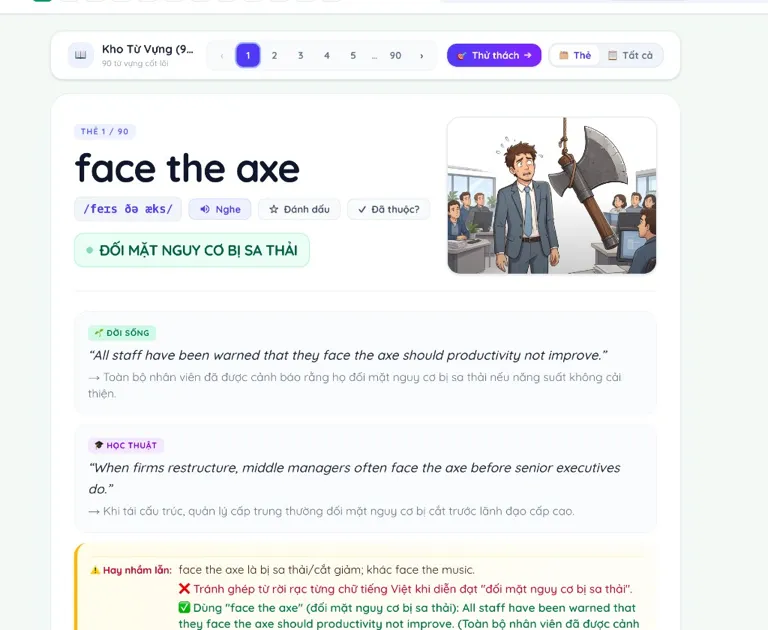 Kho Từ Vựng (9...
90 từ vựng cốt lõi
‹ 1 2 3 4 5 ... 90 ›
Thử thách →
Thẻ
Tất cả
THẺ 1 / 90
face the axe
/feɪs ðə æks/
Nghe
☆ Đánh dấu
✓ Đã thuộc?
ĐỐI MẶT NGUY CƠ BỊ SA THẢI
ĐỜI SỐNG
“All staff have been warned that they face the axe should productivity not improve.”
→ Toàn bộ nhân viên đã được cảnh báo rằng họ đối mặt nguy cơ bị sa thải nếu năng suất không cải
thiện.
HỌC THUẬT
“When firms restructure, middle managers often face the axe before senior executives
do.”
→ Khi tái cấu trúc, quản lý cấp trung thường đối mặt nguy cơ bị cắt trước lãnh đạo cấp cao.
⚠️ Hay nhầm lẫn: face the axe là bị sa thải/cắt giảm; khác face the music.
❌ Tránh ghép từ rời rạc từng chữ tiếng Việt khi diễn đạt "đối mặt nguy cơ bị sa thải".
✅ Dùng "face the axe" (đối mặt nguy cơ bị sa thải): All staff have been warned that
they face the axe should productivity not improve. (Toàn bộ nhân viên đã được cảnh